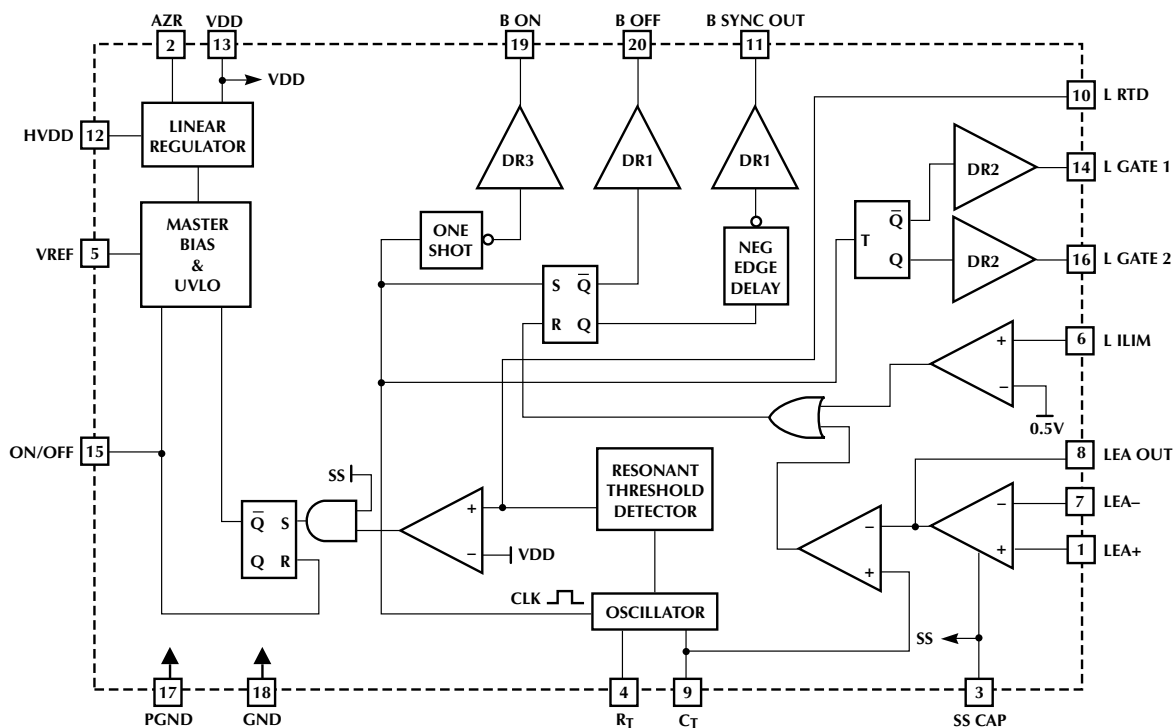 AZR VDD B ON B OFF B SYNC OUT
2 13 19 20 11
VDD
10 L RTD
HVDD 12 LINEAR
REGULATOR
DR3 DR1 DR1
DR2 14 L GATE 1
MASTER
BIAS
&
UVLO
VREF 5
ONE
SHOT
NEG
EDGE
DELAY
T Q̅
Q
DR2 16 L GATE 2
S Q̅
R Q
+ 6 L ILIM
−
0.5V
ON/OFF 15
8 LEA OUT
SS
RESONANT
THRESHOLD
DETECTOR
Q̅ S
Q R
+
− VDD
−
+
− 7 LEA−
+ 1 LEA+
CLK OSCILLATOR
SS
17 18 4 9 3
PGND GND RT CT SS CAP